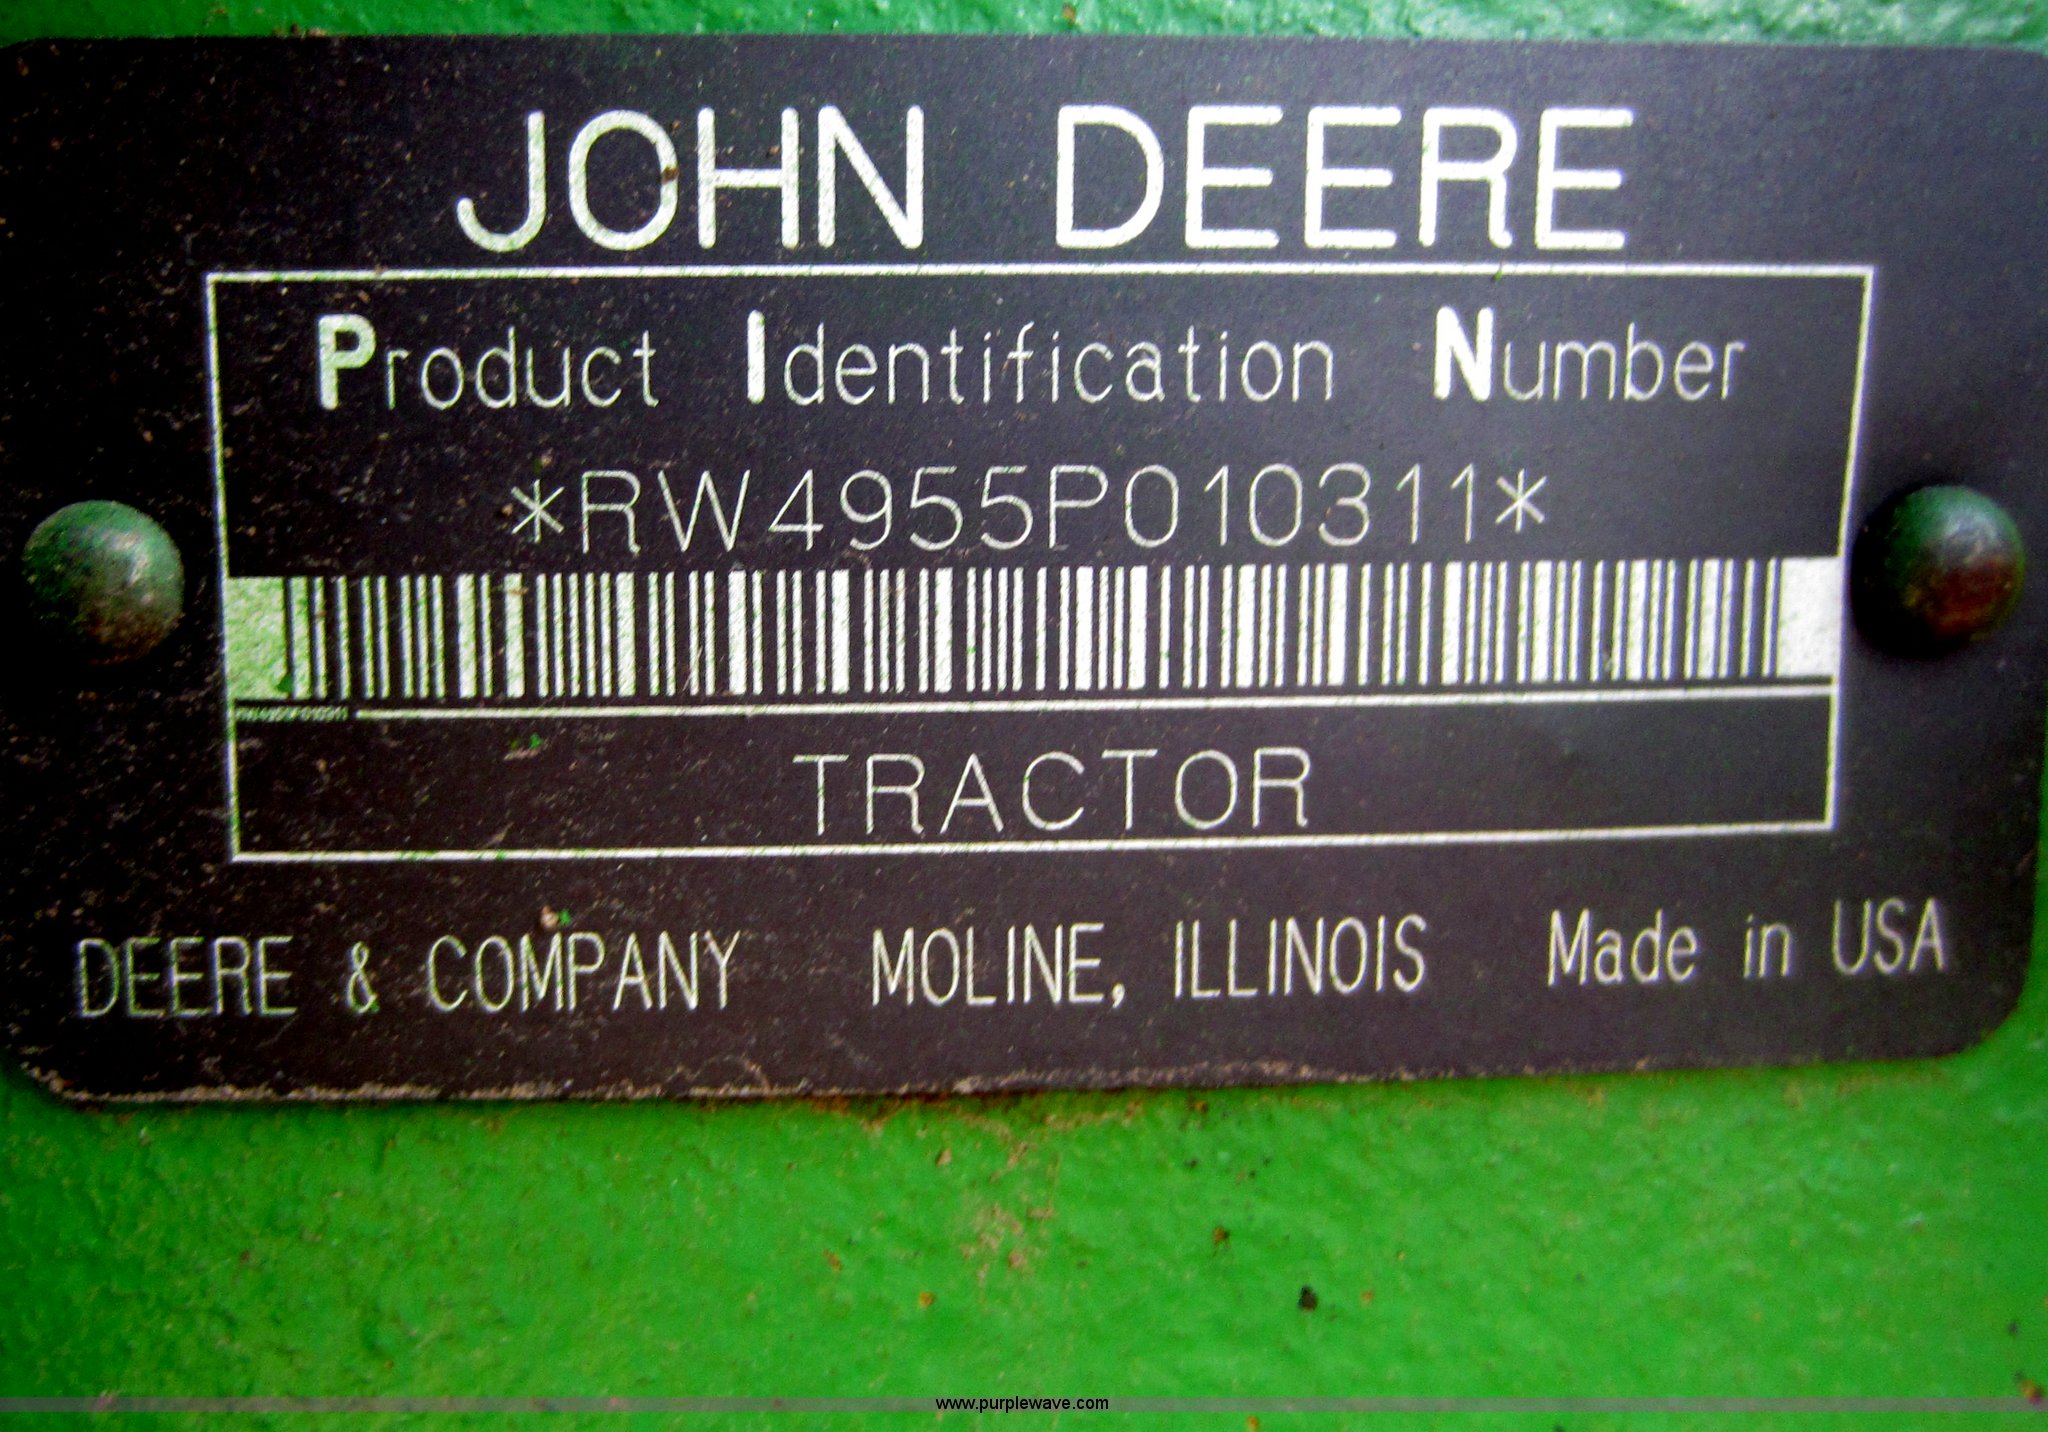 JOHN DEERE
Product Identification Number
*RW4955P010311*
TRACTOR
DEERE & COMPANY MOLINE, ILLINOIS Made in USA
www.purplewave.com